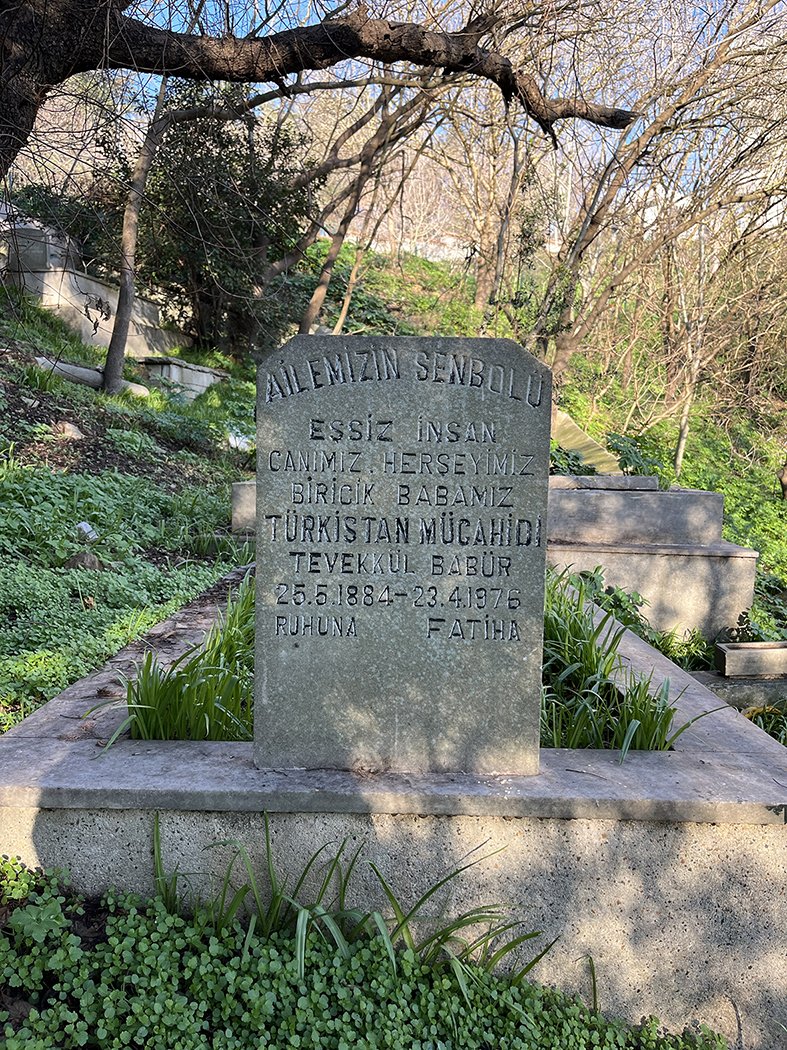 AİLEMİZİN SENBOLÜ
EŞSİZ İNSAN
CANIMIZ. HERŞEYİMİZ
BİRİCİK BABAMIZ
TÜRKİSTAN MÜCAHİDİ
TEVEKKÜL BABÜR
25.5.1884-23.4.1976
RUHUNA FATİHA